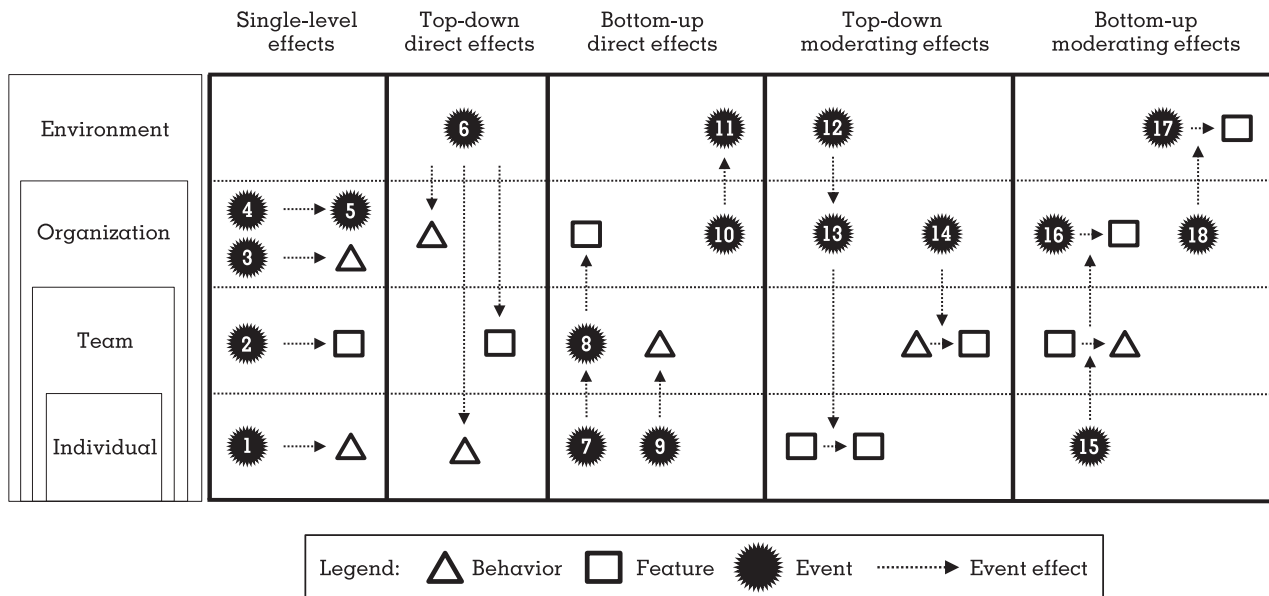 Single-level
effects
Top-down
direct effects
Bottom-up
direct effects
Top-down
moderating effects
Bottom-up
moderating effects
Environment
6
11
12
17
Organization
4
5
3
10
13
14
16
18
Team
2
8
Individual
1
7
9
15
Legend:
Behavior
Feature
Event
Event effect